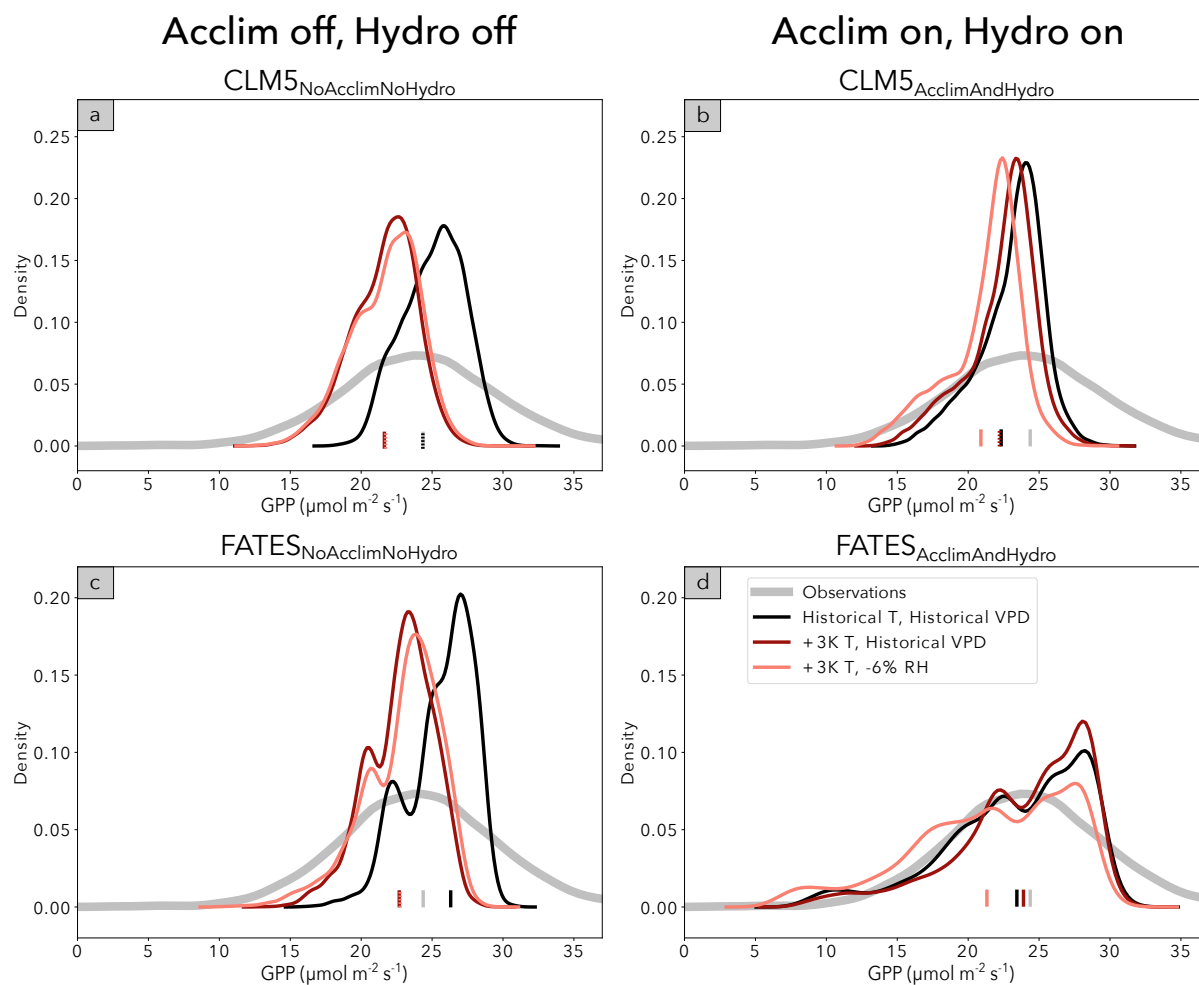 Acclim off, Hydro off
Acclim on, Hydro on
CLM5NoAcclimNoHydro
a
Density
0.25
0.20
0.15
0.10
0.05
0.00
0 5 10 15 20 25 30 35
GPP (μmol m-2 s-1)
CLM5AcclimAndHydro
b
Density
0.25
0.20
0.15
0.10
0.05
0.00
0 5 10 15 20 25 30 35
GPP (μmol m-2 s-1)
FATESNoAcclimNoHydro
c
Density
0.20
0.15
0.10
0.05
0.00
0 5 10 15 20 25 30 35
GPP (μmol m-2 s-1)
FATESAcclimAndHydro
d
Observations
Historical T, Historical VPD
+3K T, Historical VPD
+3K T, -6% RH
Density
0.20
0.15
0.10
0.05
0.00
0 5 10 15 20 25 30 35
GPP (μmol m-2 s-1)